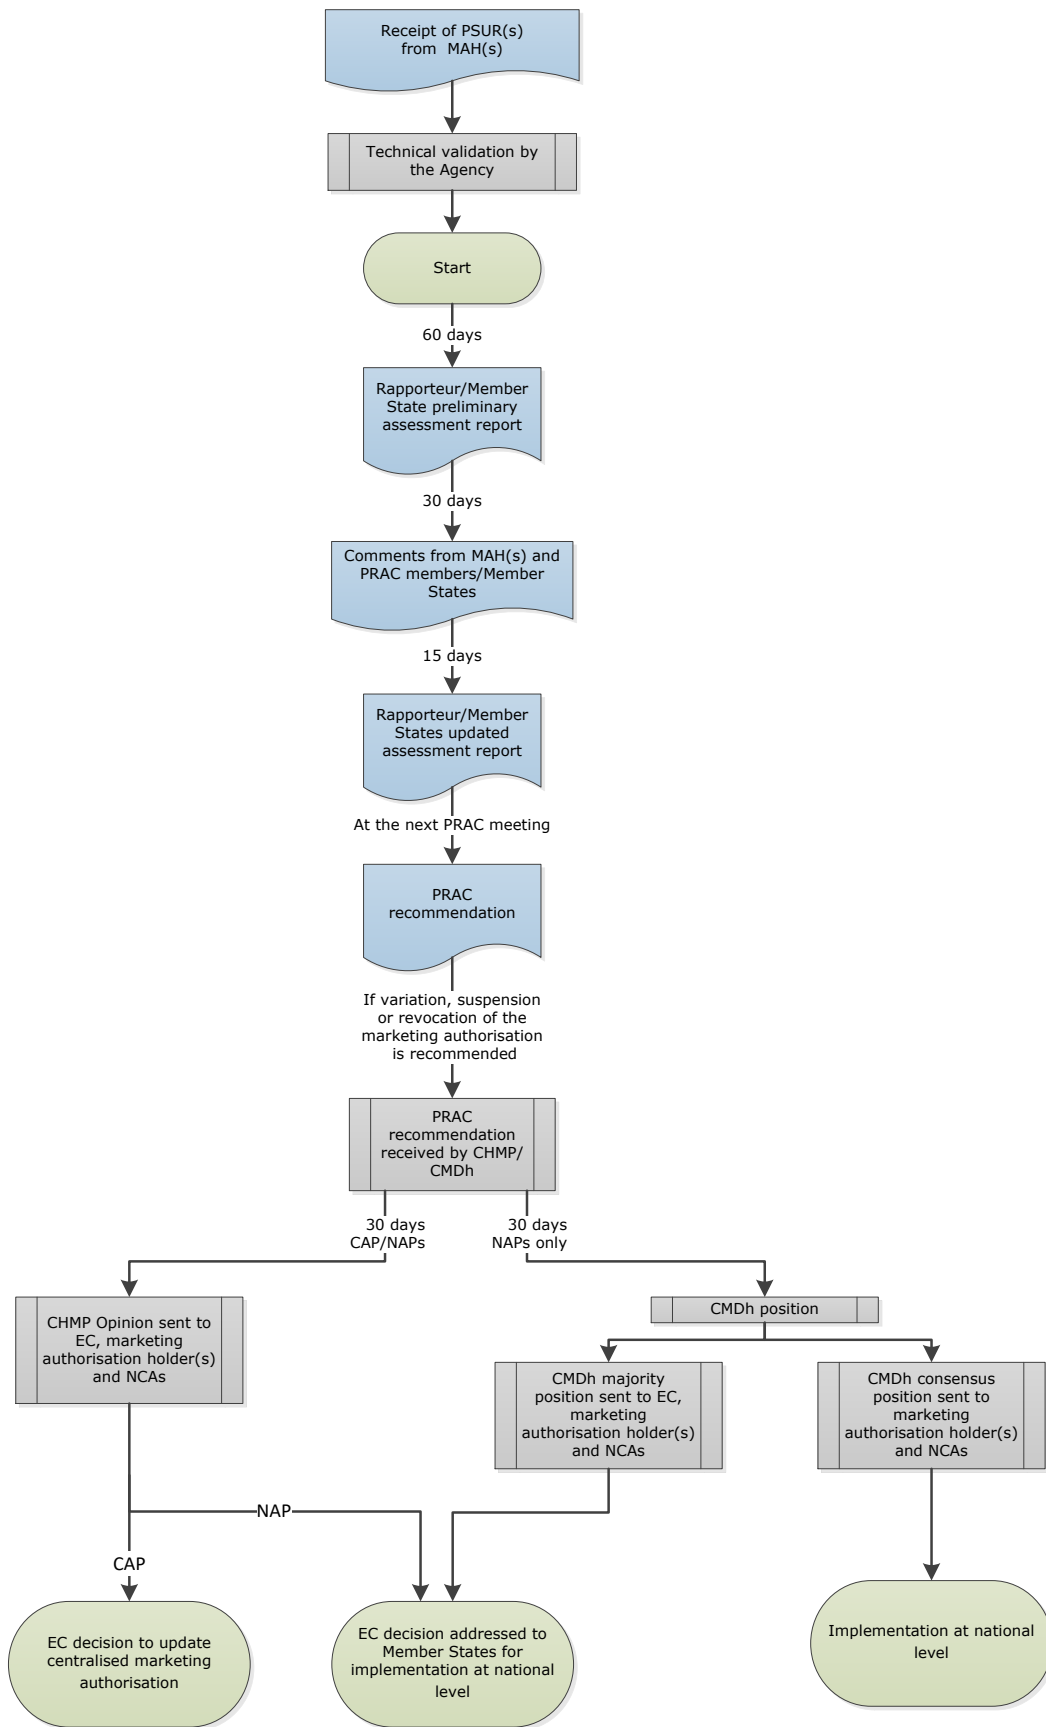 Receipt of PSUR(s)
from MAH(s)
Technical validation by
the Agency
Start
60 days
Rapporteur/Member
State preliminary
assessment report
30 days
Comments from MAH(s) and
PRAC members/Member
States
15 days
Rapporteur/Member
States updated
assessment report
At the next PRAC meeting
PRAC
recommendation
If variation, suspension
or revocation of the
marketing authorisation
is recommended
PRAC
recommendation
received by CHMP/
CMDh
30 days
CAP/NAPs
30 days
NAPs only
CHMP Opinion sent to
EC, marketing
authorisation holder(s)
and NCAs
CMDh position
CMDh majority
position sent to EC,
marketing
authorisation holder(s)
and NCAs
CMDh consensus
position sent to
marketing
authorisation holder(s)
and NCAs
NAP
CAP
EC decision to update
centralised marketing
authorisation
EC decision addressed to
Member States for
implementation at national
level
Implementation at national
level